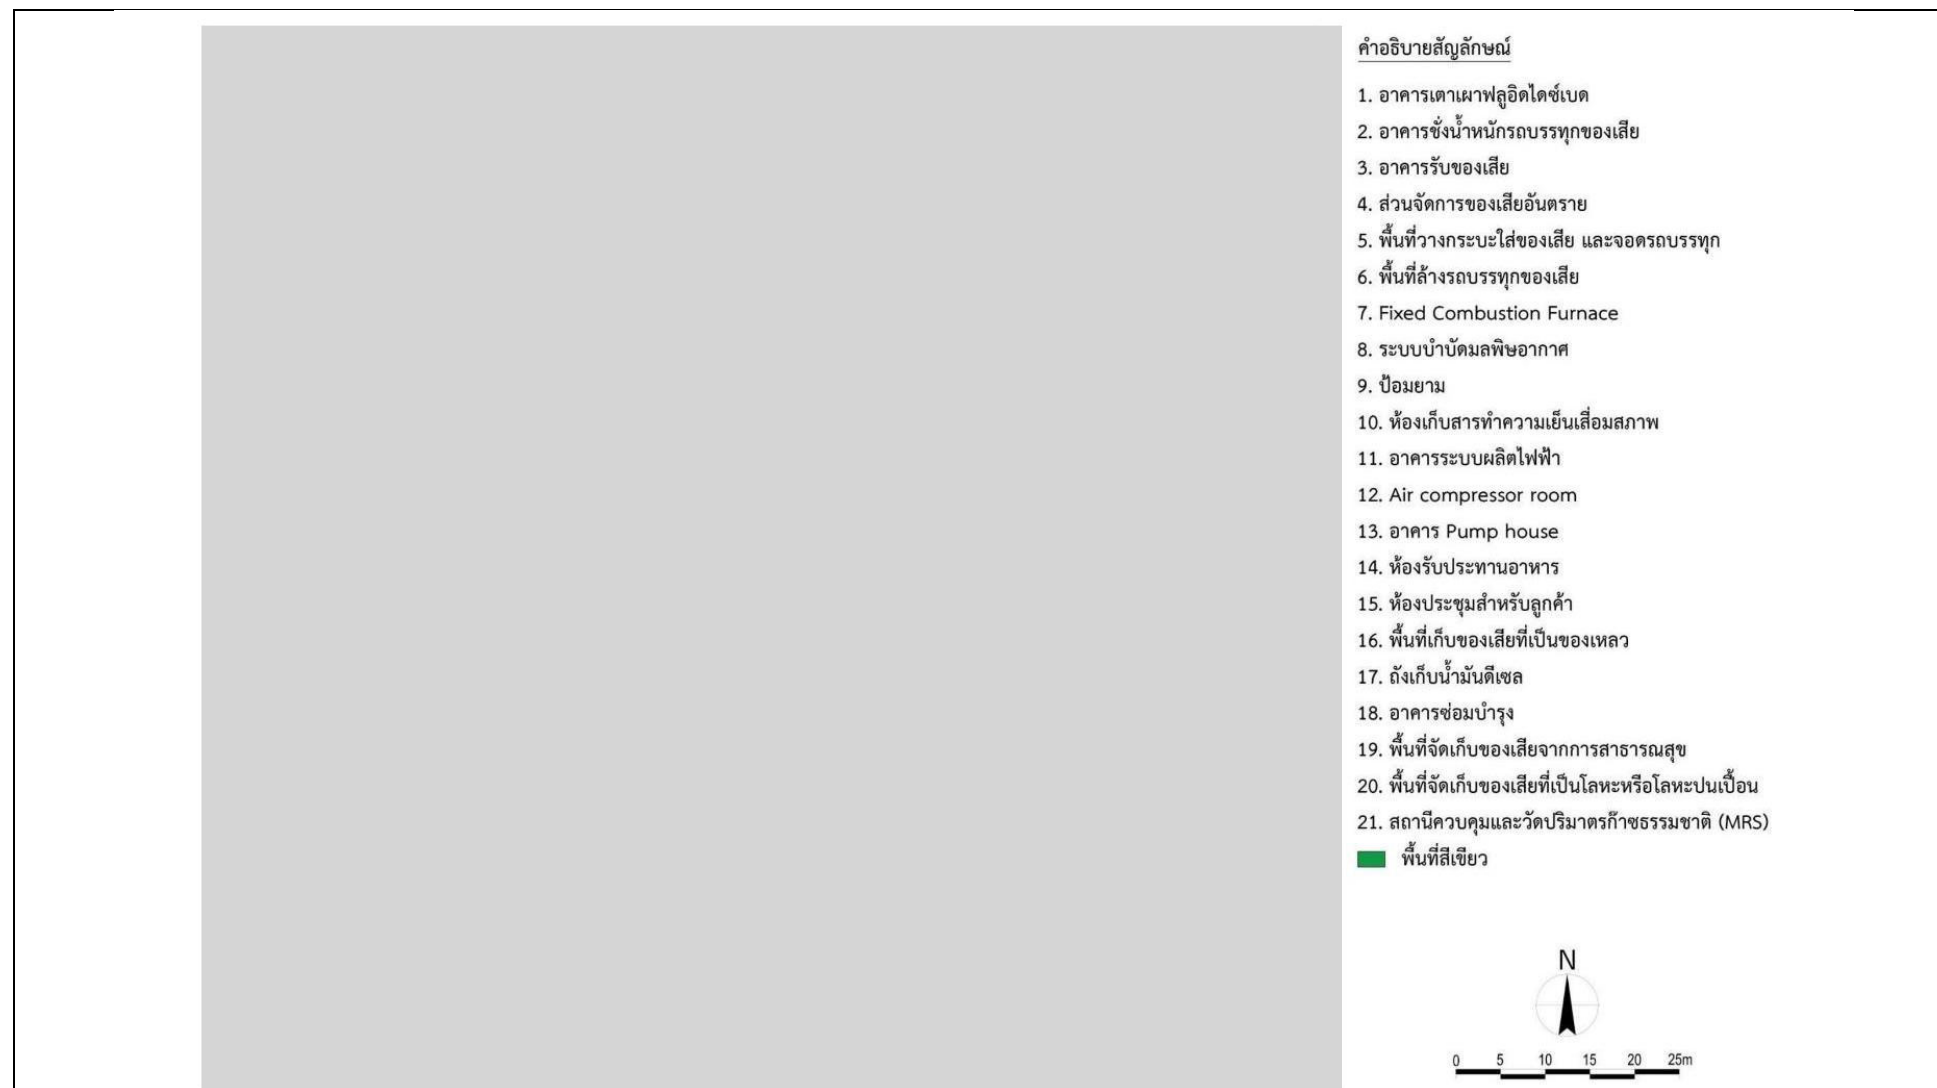 คำอธิบายสัญลักษณ์
1. อาคารเตาเผาฟลูอิดไดซ์เบด
2. อาคารชั่งน้ำหนักรถบรรทุกของเสีย
3. อาคารรับของเสีย
4. ส่วนจัดการของเสียอันตราย
5. พื้นที่วางกระบะใส่ของเสีย และจอดรถบรรทุก
6. พื้นที่ล้างรถบรรทุกของเสีย
7. Fixed Combustion Furnace
8. ระบบบำบัดมลพิษอากาศ
9. ป้อมยาม
10. ห้องเก็บสารทำความเย็นเสื่อมสภาพ
11. อาคารระบบผลิตไฟฟ้า
12. Air compressor room
13. อาคาร Pump house
14. ห้องรับประทานอาหาร
15. ห้องประชุมสำหรับลูกค้า
16. พื้นที่เก็บของเสียที่เป็นของเหลว
17. ถังเก็บน้ำมันดีเซล
18. อาคารซ่อมบำรุง
19. พื้นที่จัดเก็บของเสียจากการสาธารณสุข
20. พื้นที่จัดเก็บของเสียที่เป็นโลหะหรือโลหะปนเปื้อน
21. สถานีควบคุมและวัดปริมาตรก๊าซธรรมชาติ (MRS)
พื้นที่สีเขียว
N
0 5 10 15 20 25m